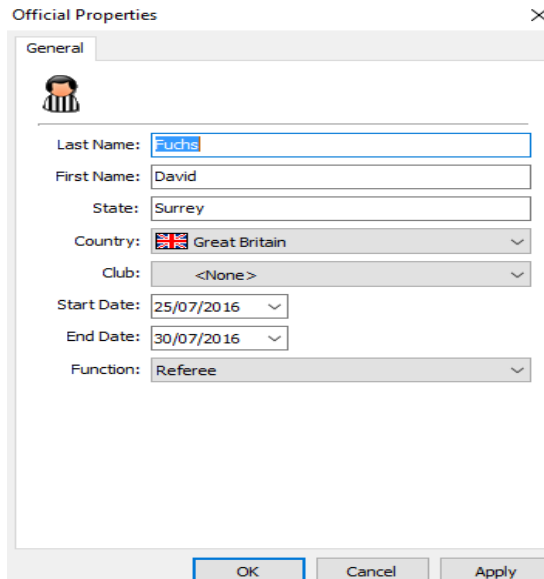 Official Properties
General
Last Name: Fuchs
First Name: David
State: Surrey
Country: Great Britain
Club: <None>
Start Date: 25/07/2016
End Date: 30/07/2016
Function: Referee
OK Cancel Apply